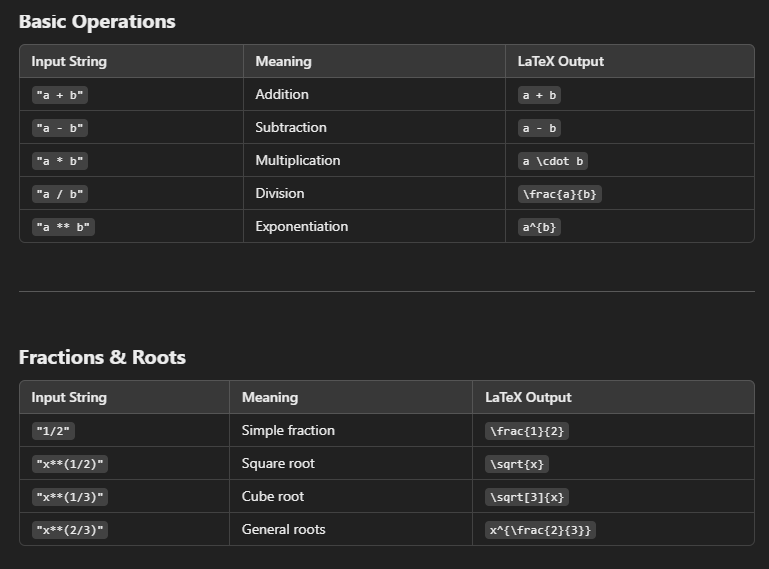 Basic Operations
Input String Meaning LaTeX Output
"a + b" Addition a + b
"a - b" Subtraction a - b
"a * b" Multiplication a \cdot b
"a / b" Division \frac{a}{b}
"a ** b" Exponentiation a^{b}
Fractions & Roots
Input String Meaning LaTeX Output
"1/2" Simple fraction \frac{1}{2}
"x**(1/2)" Square root \sqrt{x}
"x**(1/3)" Cube root \sqrt[3]{x}
"x**(2/3)" General roots x^{\frac{2}{3}}